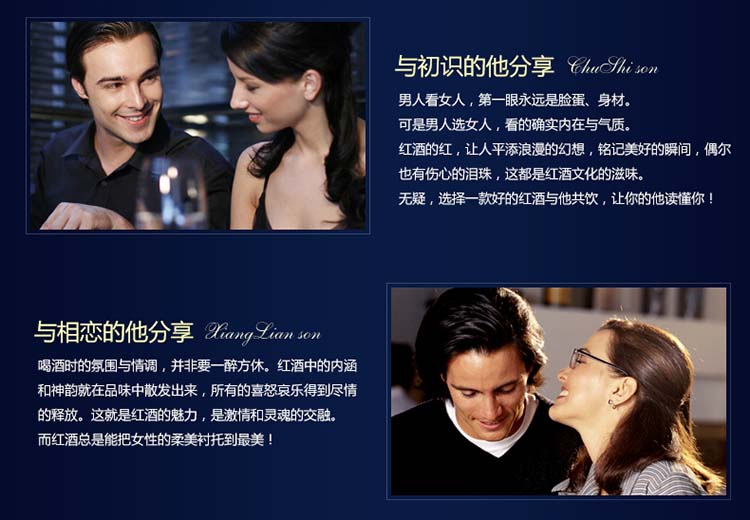 与初识的他分享 ChuShi son
男人看女人，第一眼永远是脸蛋、身材。
可是男人选女人，看的确实内在与气质。
红酒的红，让人平添浪漫的幻想，铭记美好的瞬间，偶尔
也有伤心的泪珠，这都是红酒文化的滋味。
无疑，选择一款好的红酒与他共饮，让你的他读懂你！
与相恋的他分享 XiangLian son
喝酒时的氛围与情调，并非要一醉方休。红酒中的内涵
和神韵就在品味中散发出来，所有的喜怒哀乐得到尽情
的释放。这就是红酒的魅力，是激情和灵魂的交融。
而红酒总是能把女性的柔美衬托到最美！